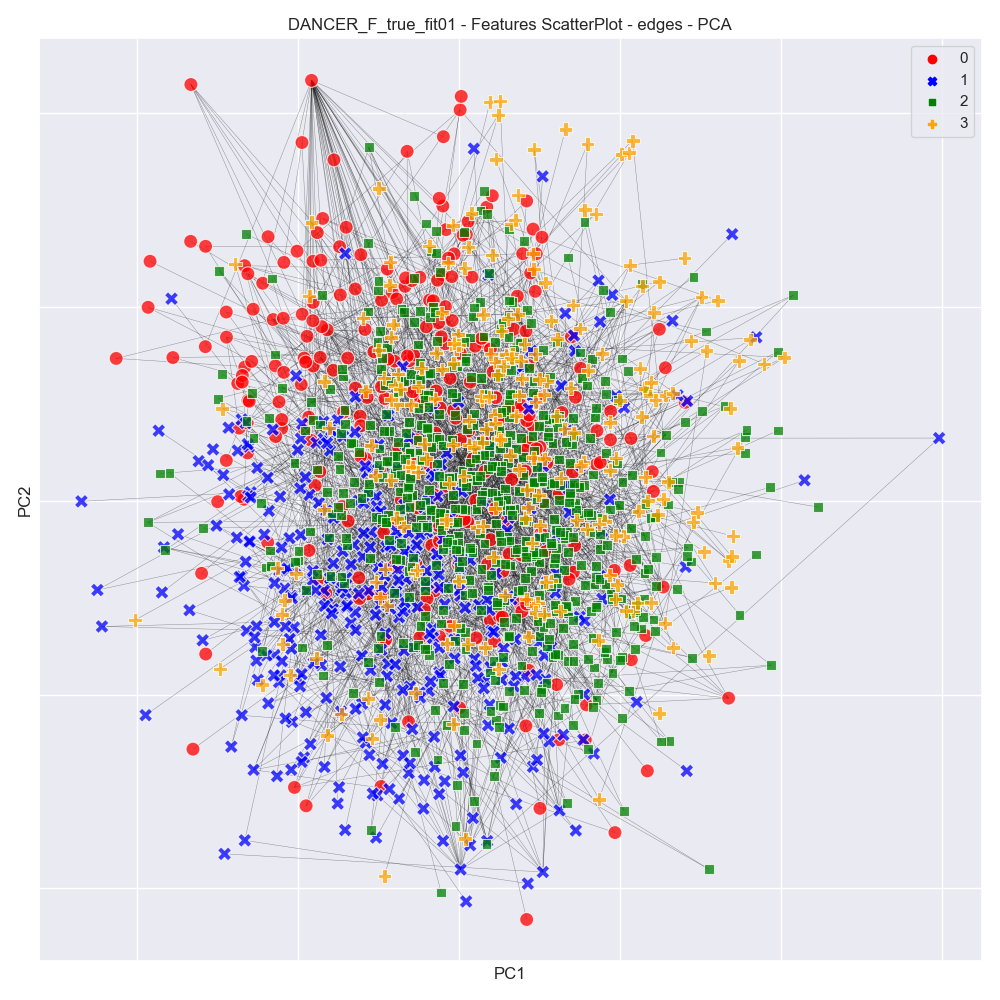 DANCER_F_true_fit01 - Features ScatterPlot - edges - PCA
0
1
2
3
PC2
PC1